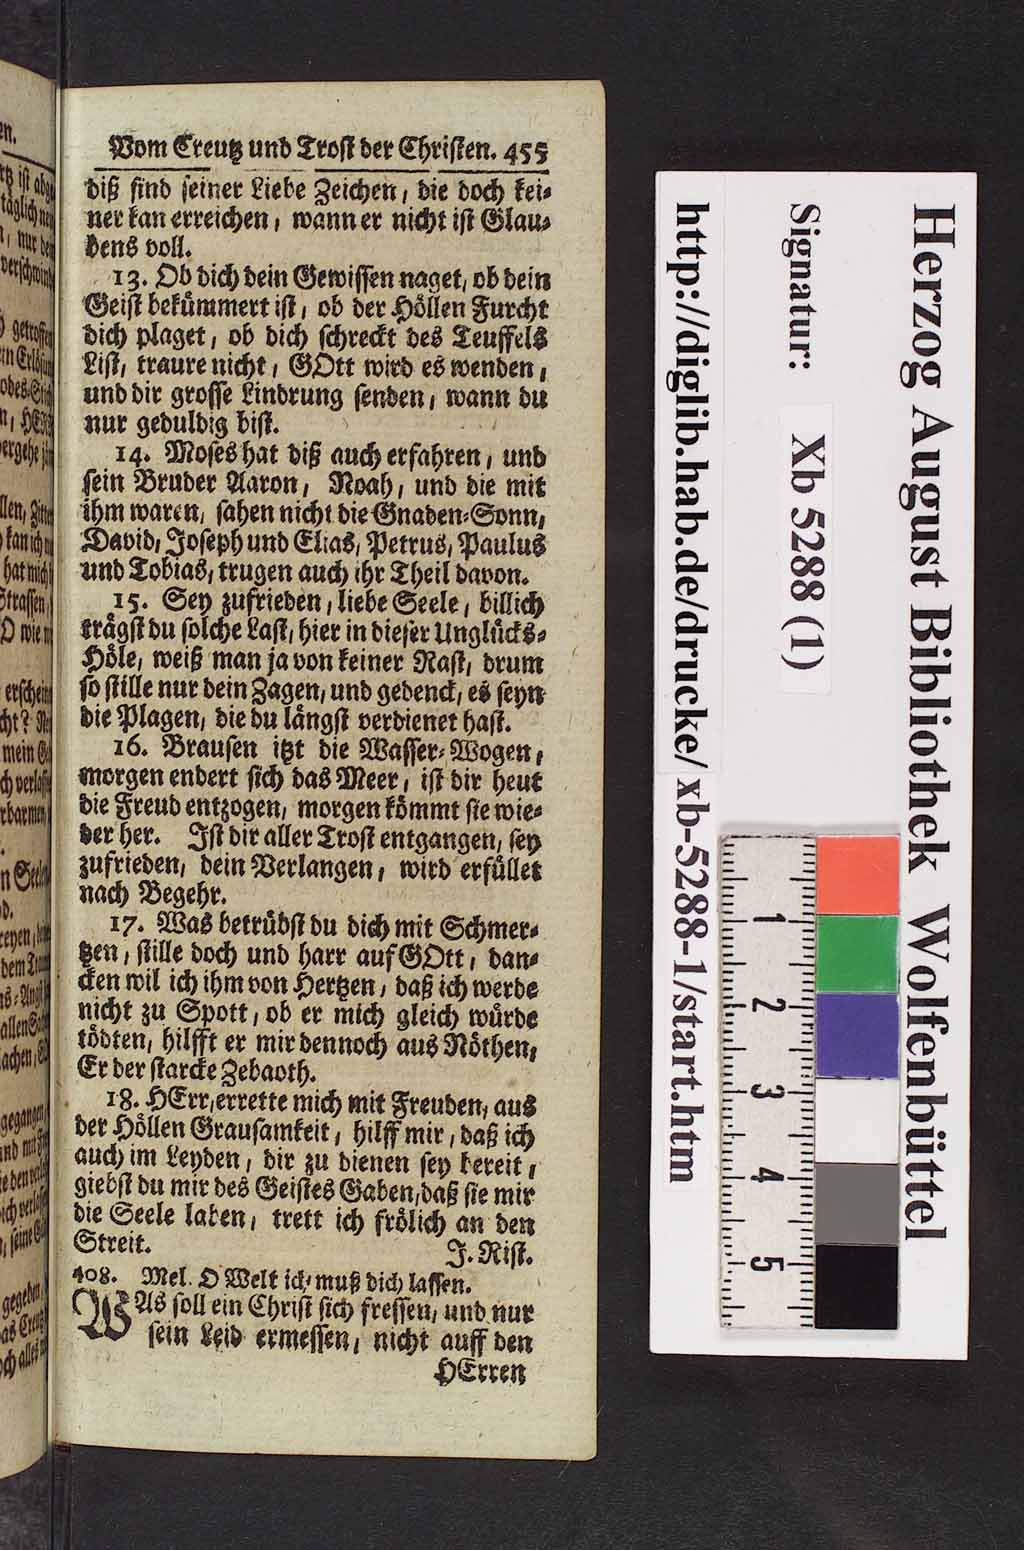 Vom Creutz und Trost der Christen. 455
diß sind seiner Liebe Zeichen, die doch kei-
ner kan erreichen, wann er nicht ist Glau-
bens voll.
13. Ob dich dein Gewissen naget, ob dein
Geist bekümmert ist, ob der Höllen Furcht
dich plaget, ob dich schreckt des Teuffels
List, traure nicht, GOtt wird es wenden,
und dir grosse Lindrung senden, wann du
nur geduldig bist.
14. Moses hat diß auch erfahren, und
sein Bruder Aaron, Noah, und die mit
ihm waren, sahen nicht die Gnaden-Sonn,
David, Joseph und Elias, Petrus, Paulus
und Tobias, trugen auch ihr Theil davon.
15. Sey zufrieden, liebe Seele, billich
trägst du solche Last, hier in dieser Unglücks-
Höle, weiß man ja von keiner Rast, drum
so stille nur dein Zagen, und gedenck, es seyn
die Plagen, die du längst verdienet hast.
16. Brausen itzt die Wasser-Wogen,
morgen endert sich das Meer, ist dir heut
die Freud entzogen, morgen kömmt sie wie-
der her. Ist dir aller Trost entgangen, sey
zufrieden, dein Verlangen, wird erfüllet
nach Begehr.
17. Was betrübst du dich mit Schmer-
tzen, stille doch und harr auf GOtt, dan-
cken wil ich ihm von Hertzen, daß ich werde
nicht zu Spott, ob er mich gleich würde
tödten, hilfft er mir dennoch aus Nöthen,
Er der starcke Zebaoth.
18. HErr, errette mich mit Freuden, aus
der Höllen Grausamkeit, hilff mir, daß ich
auch im Leyden, dir zu dienen sey bereit,
giebst du mir des Geistes Gaben, daß sie mir
die Seele laben, trett ich frölich an den
Streit. J. Rist.
408. Mel. O Welt ich muß dich lassen.
WAs soll ein Christ sich fressen, und nur
sein Leid ermessen, nicht auff den
HErren
Herzog August Bibliothek Wolfenbüttel
Signatur: Xb 5288 (1)
http://diglib.hab.de/drucke/ xb-5288-1/start.htm
1
2
3
4
5